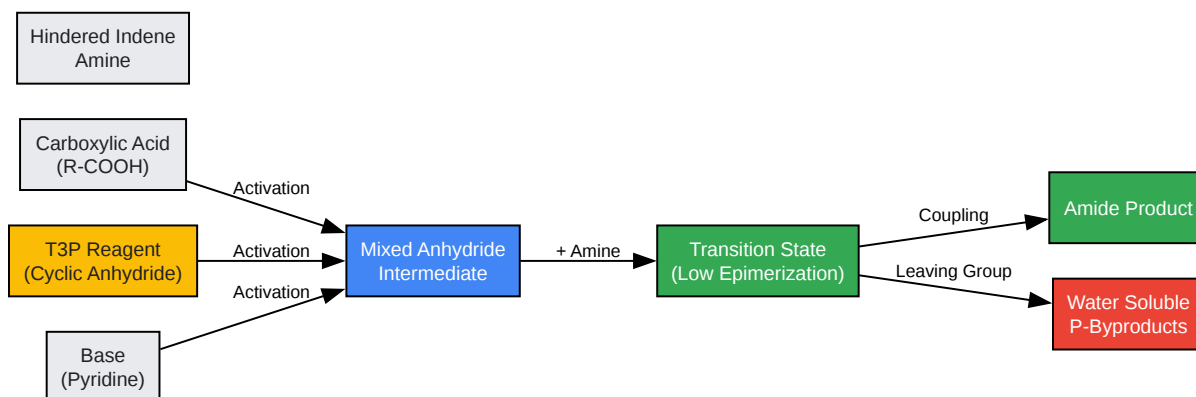 Hindered Indene
Amine
Carboxylic Acid
(R-COOH)
T3P Reagent
(Cyclic Anhydride)
Base
(Pyridine)
Activation
Activation
Activation
Mixed Anhydride
Intermediate
+ Amine
Transition State
(Low Epimerization)
Coupling
Leaving Group
Amide Product
Water Soluble
P-Byproducts